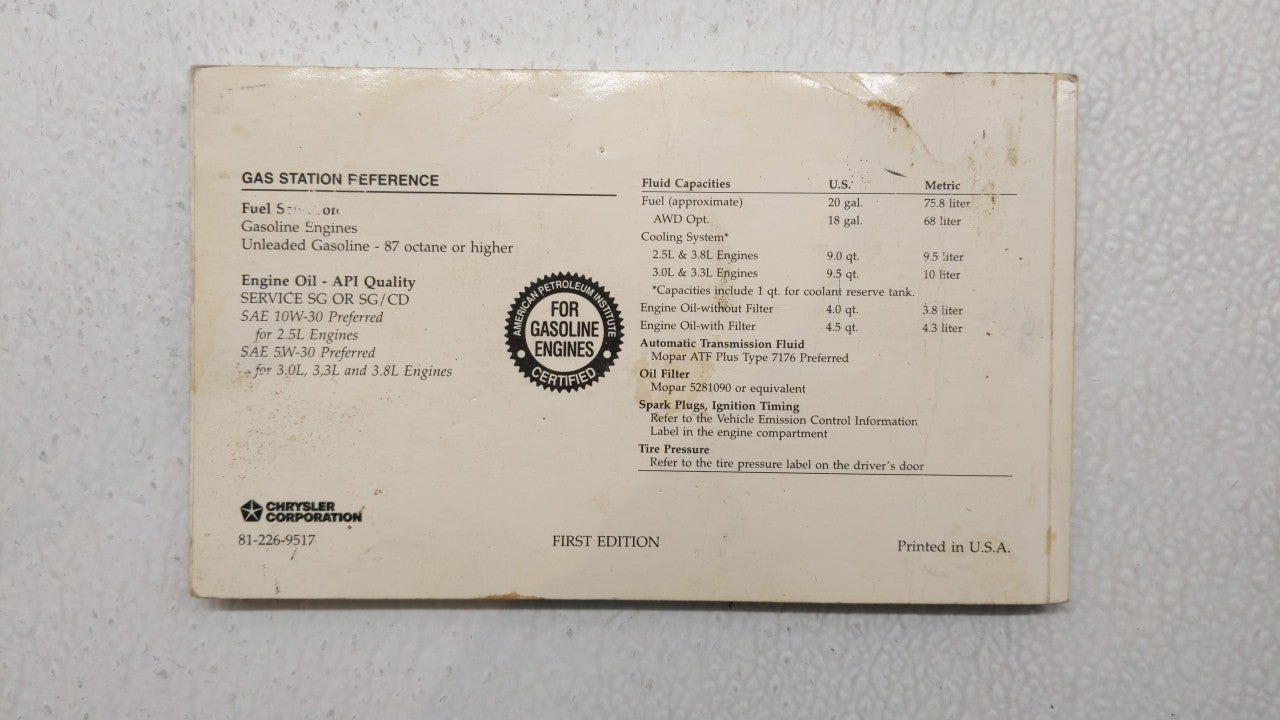 GAS STATION REFERENCE
Fuel
Gasoline Engines
Unleaded Gasoline - 87 octane or higher
Engine Oil - API Quality
SERVICE SG OR SG/CD
SAE 10W-30 Preferred
for 2.5L Engines
SAE 5W-30 Preferred
for 3.0L, 3,3L and 3.8L Engines
AMERICAN PETROLEUM INSTITUTE
FOR
GASOLINE
ENGINES
CERTIFIED
Fluid Capacities U.S. Metric
Fuel (approximate) 20 gal. 75.8 liter
AWD Opt. 18 gal. 68 liter
Cooling System*
2.5L & 3.8L Engines 9.0 qt. 9.5 liter
3.0L & 3.3L Engines 9.5 qt. 10 liter
*Capacities include 1 qt. for coolant reserve tank.
Engine Oil-without Filter 4.0 qt. 3.8 liter
Engine Oil-with Filter 4.5 qt. 4.3 liter
Automatic Transmission Fluid
Mopar ATF Plus Type 7176 Preferred
Oil Filter
Mopar 5281090 or equivalent
Spark Plugs, Ignition Timing
Refer to the Vehicle Emission Control Information
Label in the engine compartment
Tire Pressure
Refer to the tire pressure label on the driver's door
CHRYSLER
CORPORATION
81-226-9517
FIRST EDITION
Printed in U.S.A.